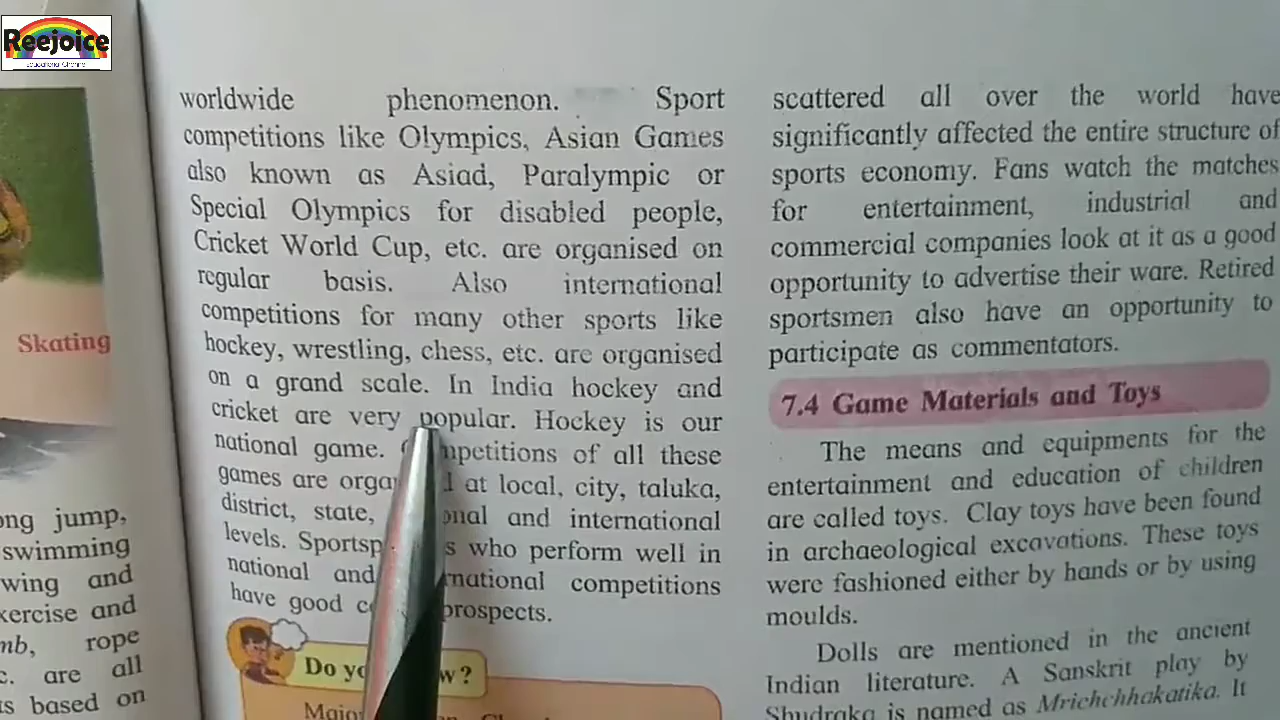 Reejoice
Educational Channel
Skating
ong jump,
swimming
wing and
xercise and
mb, rope
c. are all
s based on
worldwide phenomenon. Sport
competitions like Olympics, Asian Games
also known as Asiad, Paralympic or
Special Olympics for disabled people,
Cricket World Cup, etc. are organised on
regular basis. Also international
competitions for many other sports like
hockey, wrestling, chess, etc. are organised
on a grand scale. In India hockey and
cricket are very popular. Hockey is our
national game. mpetitions of all these
games are orga at local, city, taluka,
district, state, onal and international
levels. Sportsp s who perform well in
national and rnational competitions
have good c prospects.
Do yo w?
Major
scattered all over the world have
significantly affected the entire structure of
sports economy. Fans watch the matches
for entertainment, industrial and
commercial companies look at it as a good
opportunity to advertise their ware. Retired
sportsmen also have an opportunity to
participate as commentators.
7.4 Game Materials and Toys
The means and equipments for the
entertainment and education of children
are called toys. Clay toys have been found
in archaeological excavations. These toys
were fashioned either by hands or by using
moulds.
Dolls are mentioned in the ancient
Indian literature. A Sanskrit play by
Shudraka is named as Mrichchhakatika. It